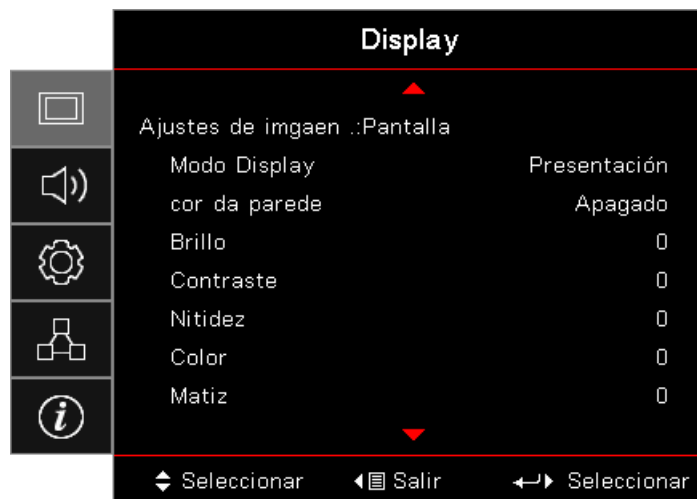 Display
Ajustes de imgaen .:Pantalla
Modo Display Presentación
cor da parede Apagado
Brillo 0
Contraste 0
Nitidez 0
Color 0
Matiz 0
Seleccionar Salir Seleccionar